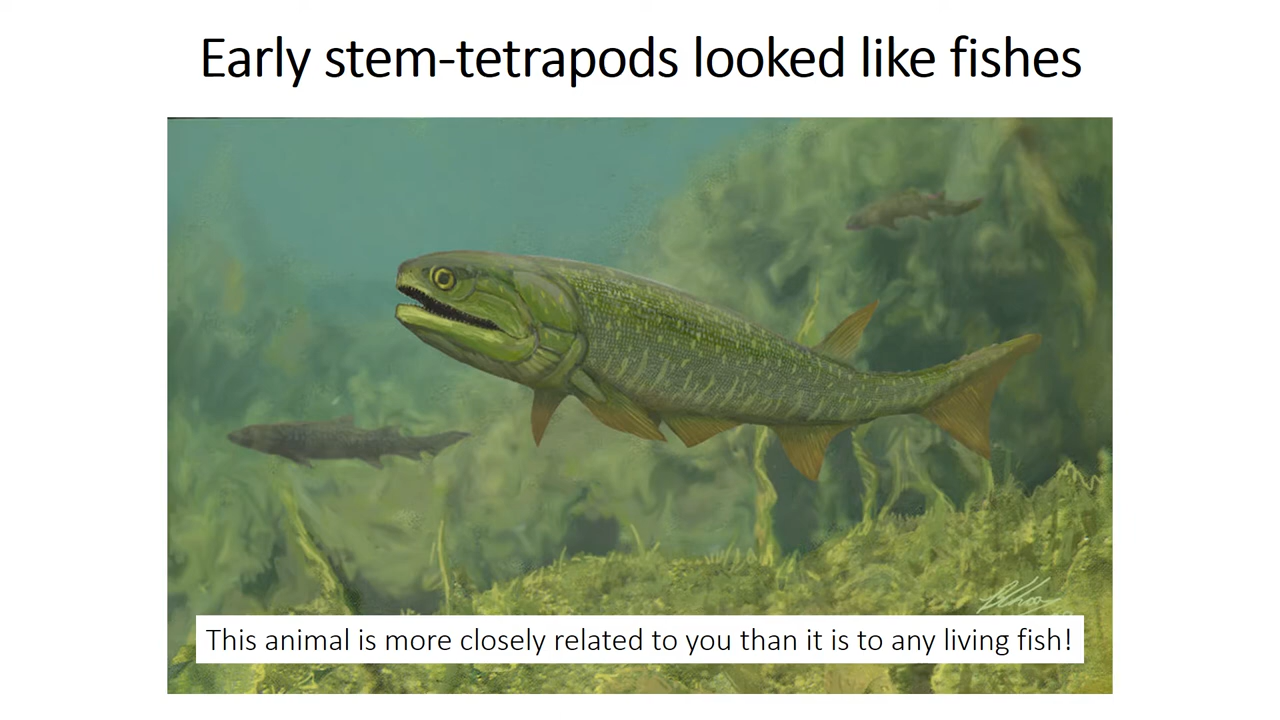 Early stem-tetrapods looked like fishes
This animal is more closely related to you than it is to any living fish!